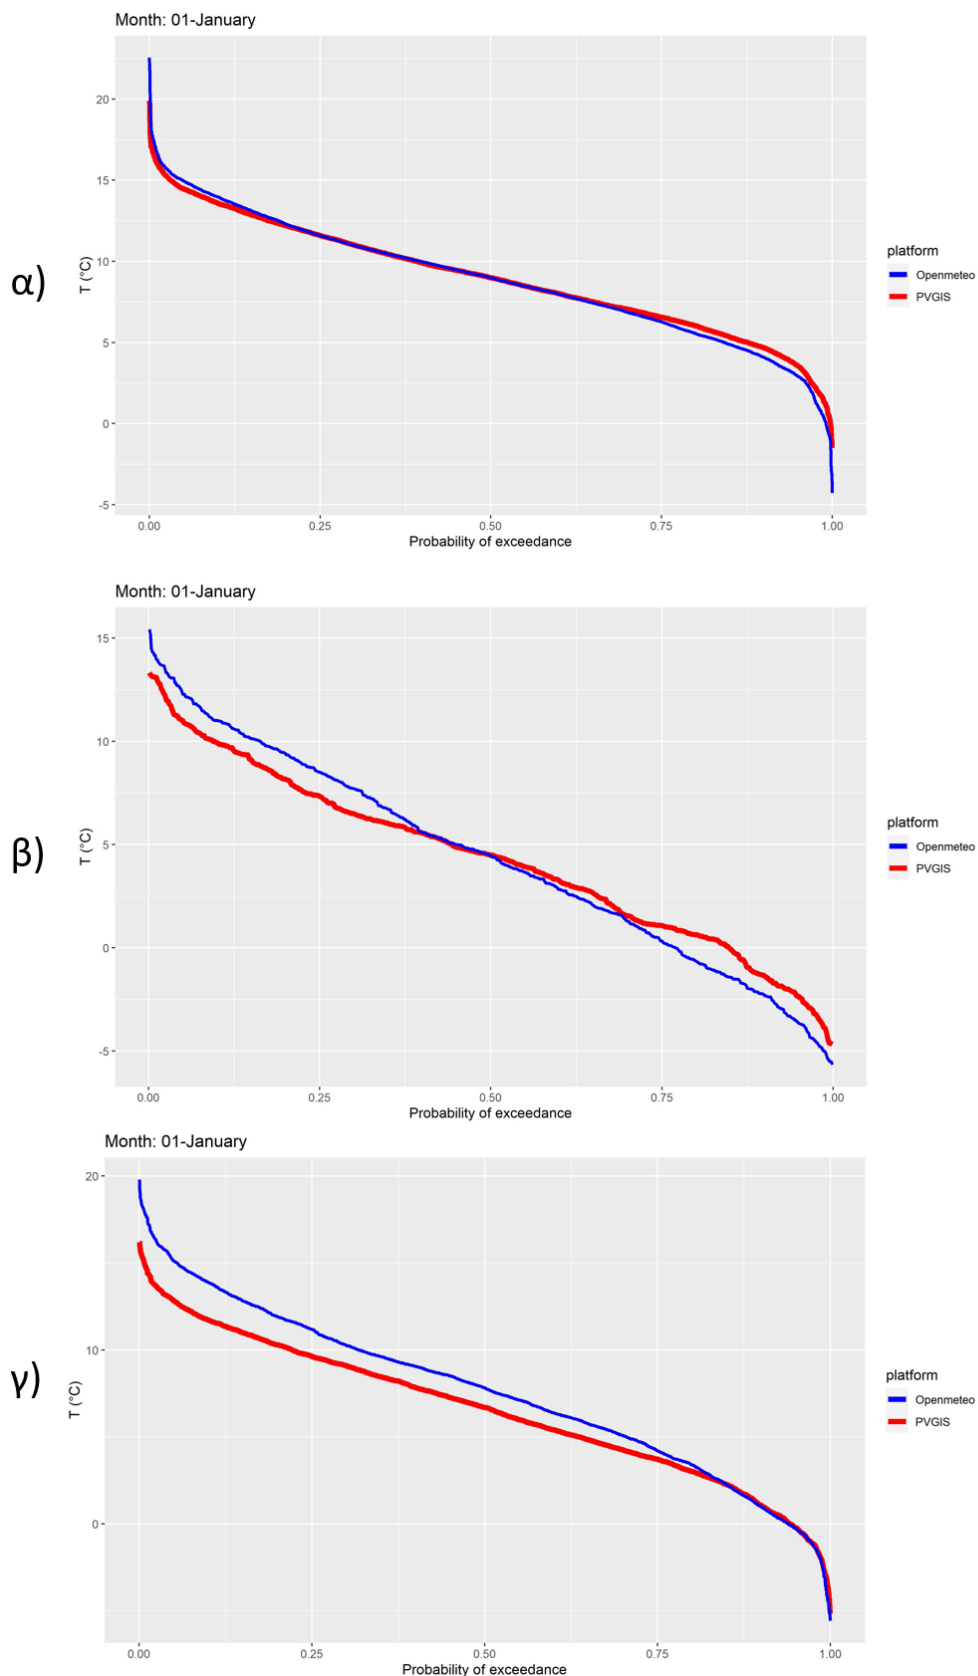 Month: 01-January
20
15
10
5
0
-5
T (°C)
0.00 0.25 0.50 0.75 1.00
Probability of exceedance
platform
Openmeteo
PVGIS
α)
Month: 01-January
15
10
5
0
-5
T (°C)
0.00 0.25 0.50 0.75 1.00
Probability of exceedance
platform
Openmeteo
PVGIS
β)
Month: 01-January
20
10
0
T (°C)
0.00 0.25 0.50 0.75 1.00
Probability of exceedance
platform
Openmeteo
PVGIS
γ)